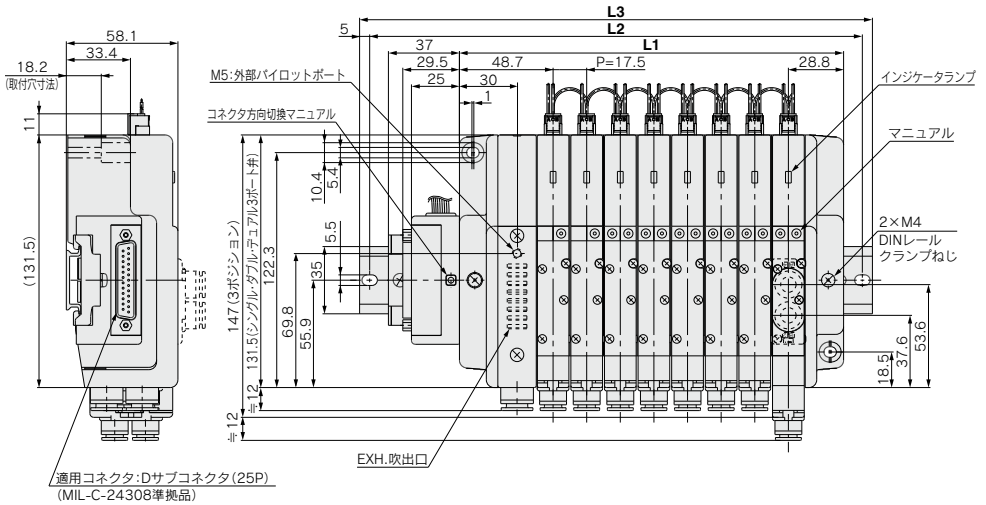 L3
L2
L1
5
58.1
33.4
18.2
(取付穴寸法)
11
(131.5)
37
29.5
25
48.7
30
1
P=17.5
28.8
M5:外部パイロットポート
コネクタ方向切換マニュアル
インジケータランプ
マニュアル
2×M4
DINレール
クランプねじ
10.4
5.4
5.5
35
147(3ポジション)
131.5(シングル・ダブル・デュアル3ポート弁)
122.3
69.8
55.9
≒12
≒12
18.5
37.6
53.6
EXH.吹出口
適用コネクタ:Dサブコネクタ(25P)
(MIL-C-24308準拠品)